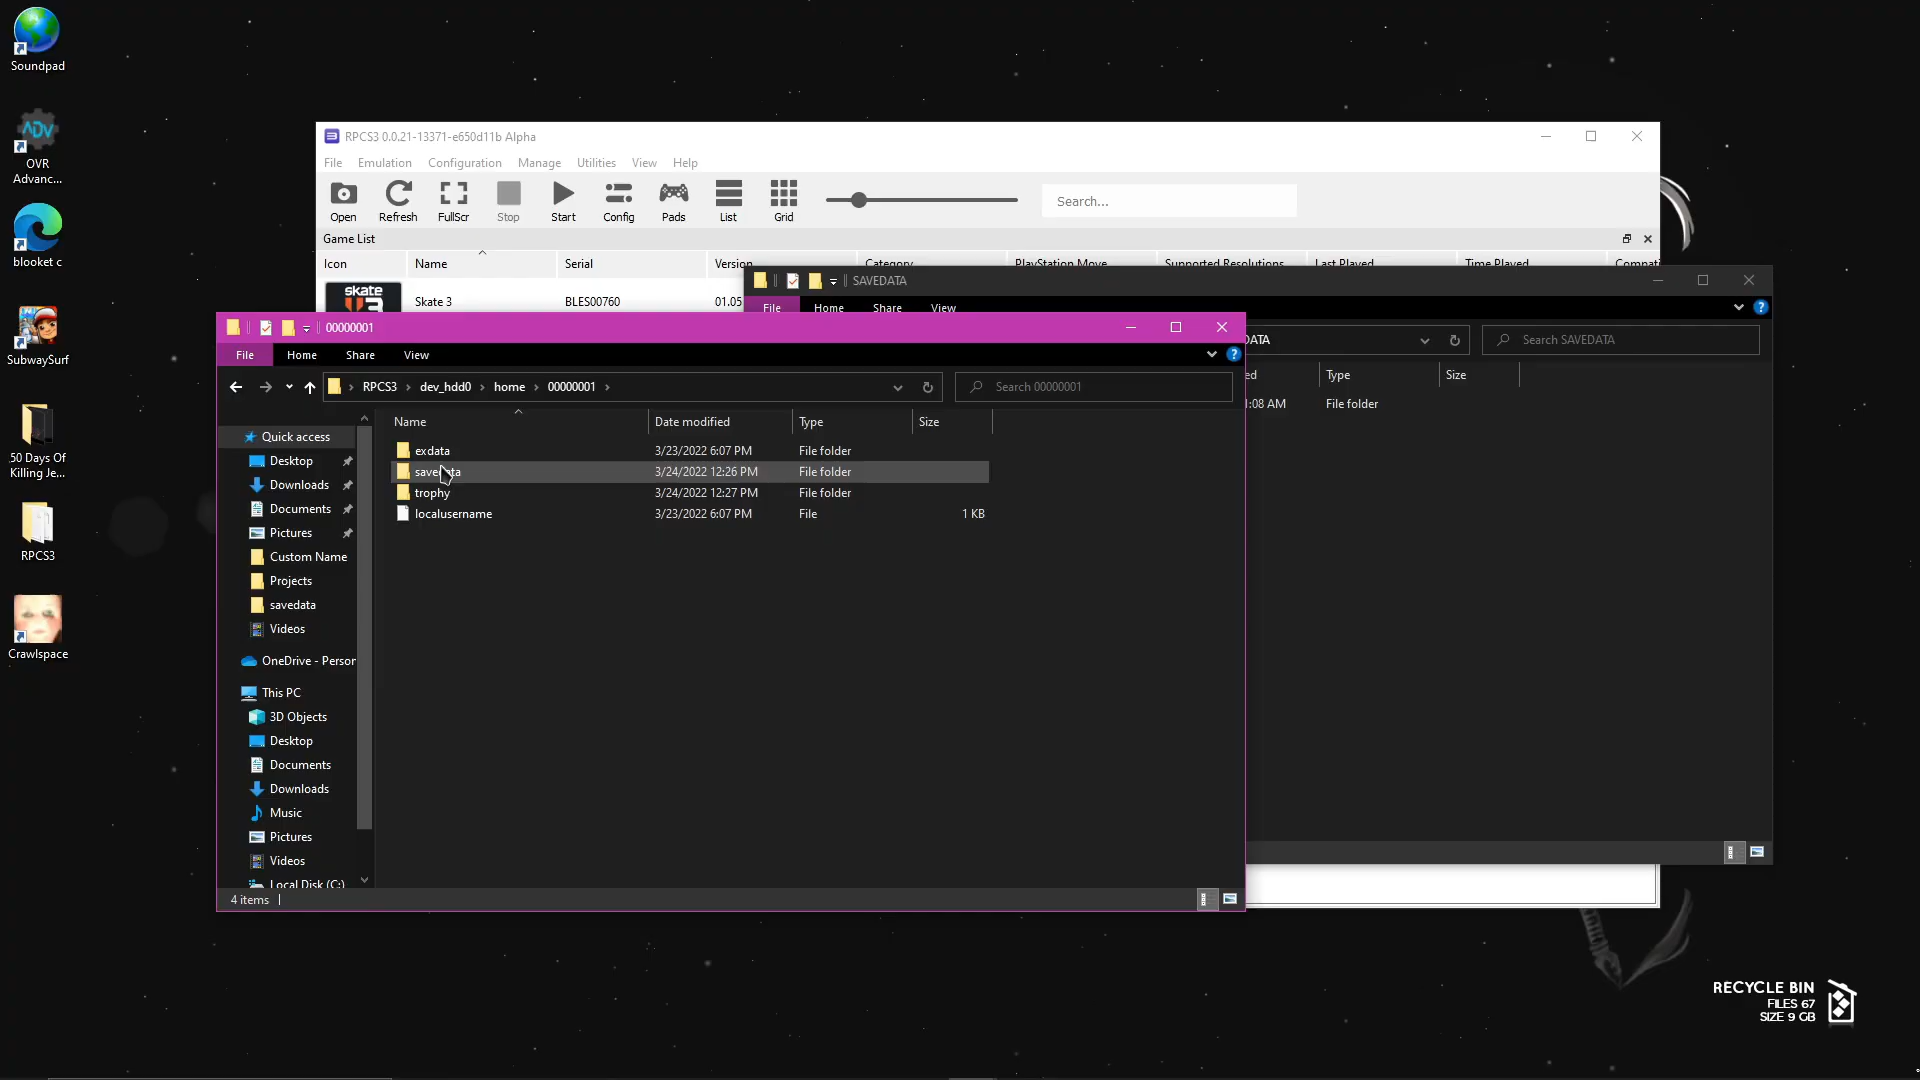 Soundpad
OVR
Advanc...
blooket c
SubwaySurf
50 Days Of
Killing Je...
RPCS3
Crawlspace
RPCS3 0.0.21-13371-e650d11b Alpha
File Emulation Configuration Manage Utilities View Help
Open Refresh FullScr Stop Start Config Pads List Grid Search...
Game List
Icon Name Serial Version Category PlayStation Move Supported Resolutions Last Played Time Played Compati
skate 3 Skate 3 BLES00760 01.05
SAVEDATA
File Home Share View
DATA Search SAVEDATA
ed Type Size
:08 AM File folder
00000001
File Home Share View
RPCS3 dev_hdd0 home 00000001 Search 00000001
Name Date modified Type Size
exdata 3/23/2022 6:07 PM File folder
savedata 3/24/2022 12:26 PM File folder
trophy 3/24/2022 12:27 PM File folder
localusername 3/23/2022 6:07 PM File 1 KB
Quick access
Desktop
Downloads
Documents
Pictures
Custom Name
Projects
savedata
Videos
OneDrive - Person
This PC
3D Objects
Desktop
Documents
Downloads
Music
Pictures
Videos
Local Disk (C:)
4 items
RECYCLE BIN
FILES 67
SIZE 9 GB